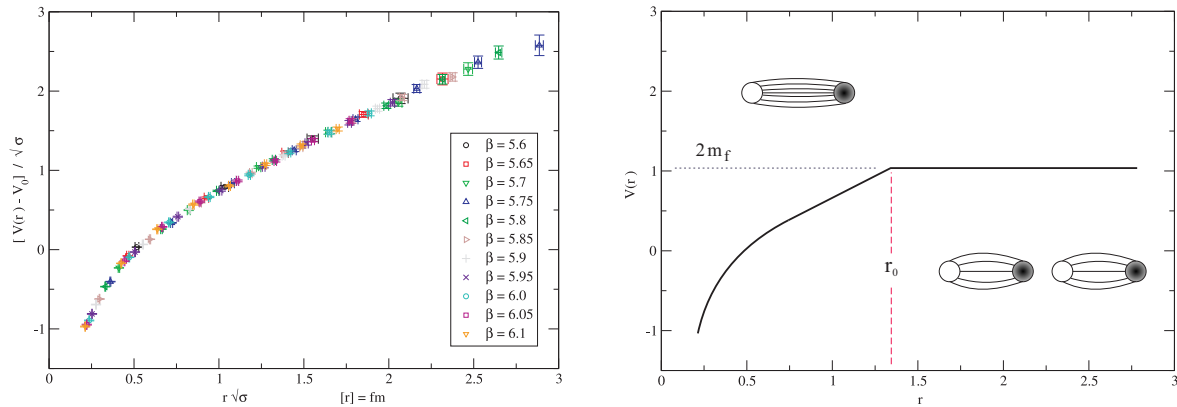 3
2
1
0
-1
[ V(r) - V0] / √σ
0
0.5
1
1.5
2
2.5
3
r √σ
[r] = fm
β = 5.6
β = 5.65
β = 5.7
β = 5.75
β = 5.8
β = 5.85
β = 5.9
β = 5.95
β = 6.0
β = 6.05
β = 6.1
3
2
1
0
-1
V(r)
2mf
r0
0
0.5
1
1.5
2
2.5
3
r